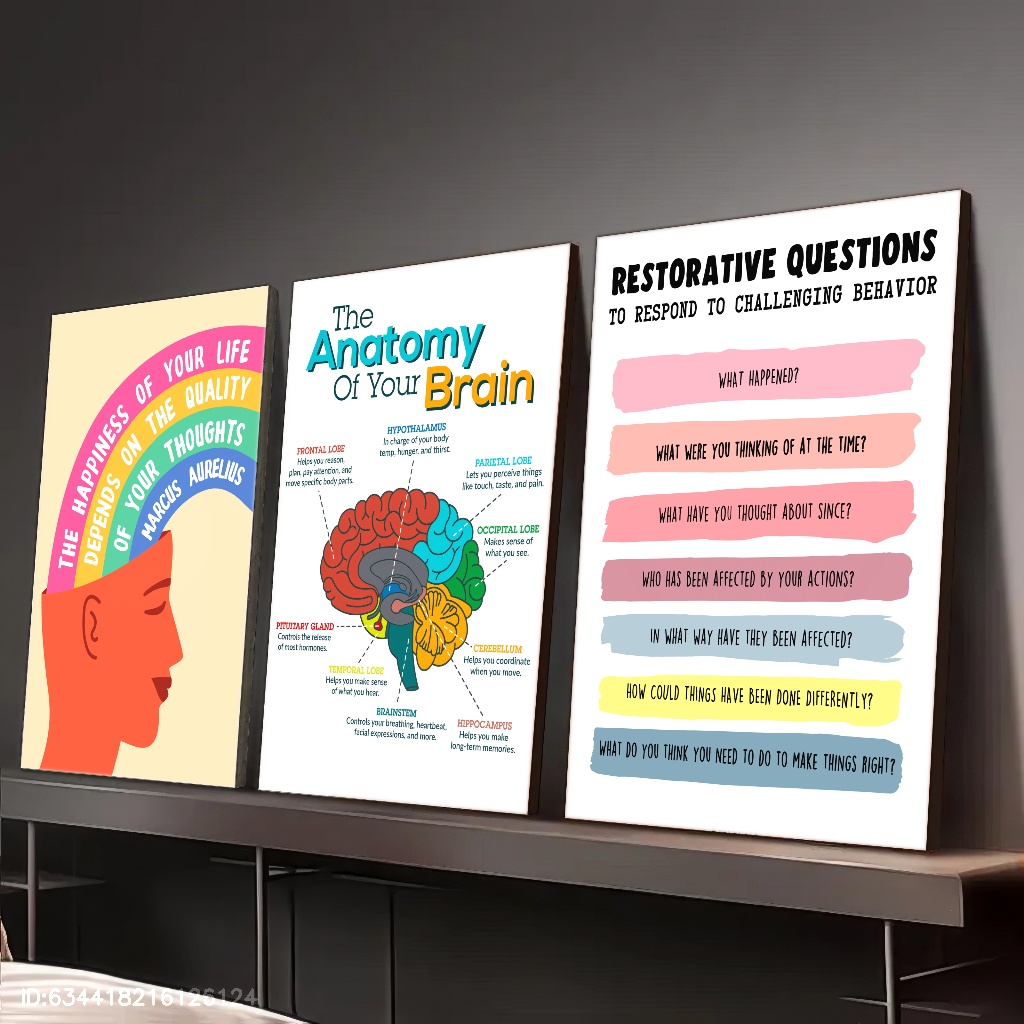 THE HAPPINESS OF YOUR LIFE
DEPENDS ON THE QUALITY
OF YOUR THOUGHTS
MARCUS AURELIUS
The
Anatomy
Of Your Brain
HYPOTHALAMUS
In charge of your body
temp, hunger, and thirst.
FRONTAL LOBE
Helps you reason,
plan, pay attention, and
move specific body parts.
PARIETAL LOBE
Lets you perceive things
like touch, taste, and pain.
OCCIPITAL LOBE
Makes sense of
what you see.
PITUITARY GLAND
Controls the release
of most hormones.
CEREBELLUM
Helps you coordinate
when you move.
TEMPORAL LOBE
Helps you make sense
of what you hear.
BRAINSTEM
Controls your breathing, heartbeat,
facial expressions, and more.
HIPPOCAMPUS
Helps you make
long-term memories.
RESTORATIVE QUESTIONS
TO RESPOND TO CHALLENGING BEHAVIOR
WHAT HAPPENED?
WHAT WERE YOU THINKING OF AT THE TIME?
WHAT HAVE YOU THOUGHT ABOUT SINCE?
WHO HAS BEEN AFFECTED BY YOUR ACTIONS?
IN WHAT WAY HAVE THEY BEEN AFFECTED?
HOW COULD THINGS HAVE BEEN DONE DIFFERENTLY?
WHAT DO YOU THINK YOU NEED TO DO TO MAKE THINGS RIGHT?
ID:634418216126124